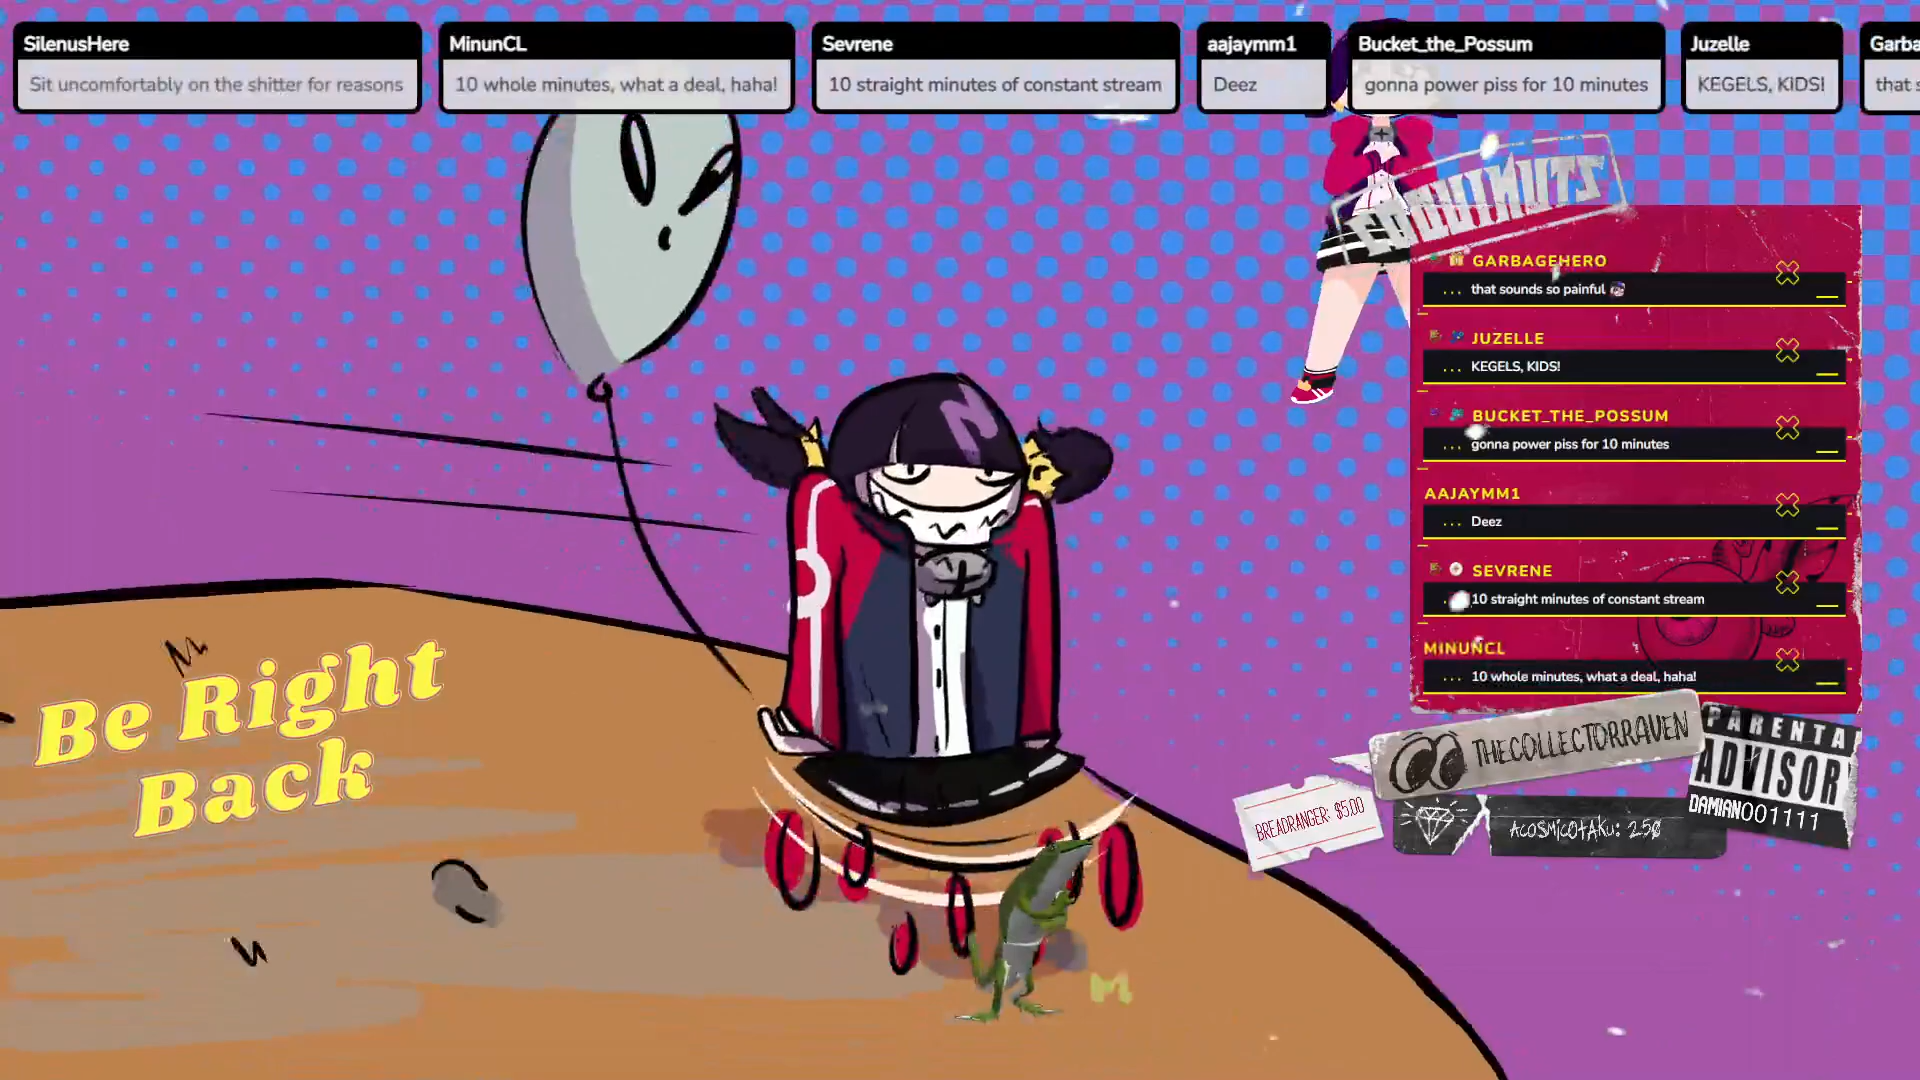 SilenusHere
Sit uncomfortably on the shitter for reasons
MinunCL
10 whole minutes, what a deal, haha!
Sevrene
10 straight minutes of constant stream
aajaymm1
Deez
Bucket_the_Possum
gonna power piss for 10 minutes
Juzelle
KEGELS, KIDS!
Garba
that s
GARBAGEHERO
... that sounds so painful
JUZELLE
... KEGELS, KIDS!
BUCKET_THE_POSSUM
... gonna power piss for 10 minutes
AAJAYMM1
... Deez
SEVRENE
10 straight minutes of constant stream
MINUNCL
... 10 whole minutes, what a deal, haha!
THECOLLECTORRAVEN
PARENTA
ADVISOR
DAMIAN001111
BREADRANGER: $5.00
ACOSMICOTAKU: 250
Be Right
Back